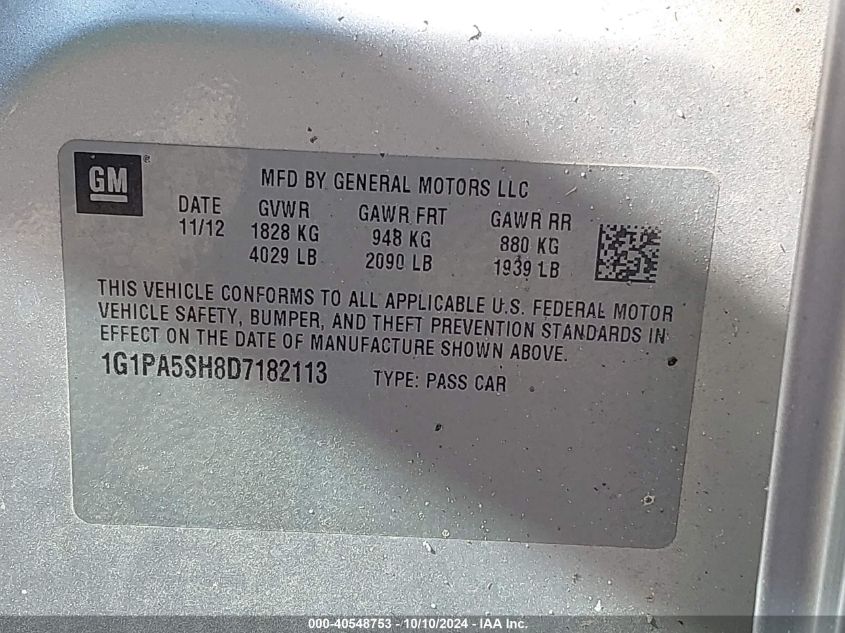 GM®
MFD BY GENERAL MOTORS LLC
DATE GVWR GAWR FRT GAWR RR
11/12 1828 KG 948 KG 880 KG
4029 LB 2090 LB 1939 LB
THIS VEHICLE CONFORMS TO ALL APPLICABLE U.S. FEDERAL MOTOR
VEHICLE SAFETY, BUMPER, AND THEFT PREVENTION STANDARDS IN
EFFECT ON THE DATE OF MANUFACTURE SHOWN ABOVE.
1G1PA5SH8D7182113 TYPE: PASS CAR
000-40548753 - 10/10/2024 - IAA Inc.